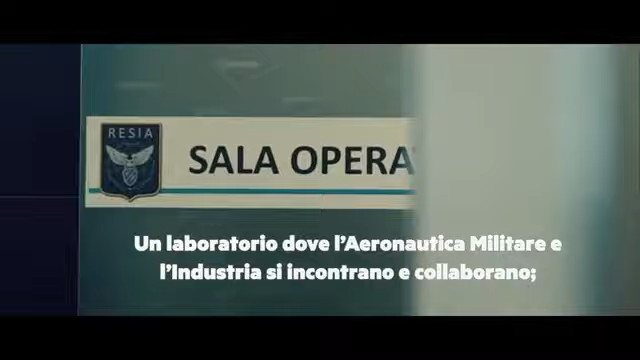 RESIA
SALA OPERA
Un laboratorio dove l'Aeronautica Militare e
l'Industria si incontrano e collaborano;